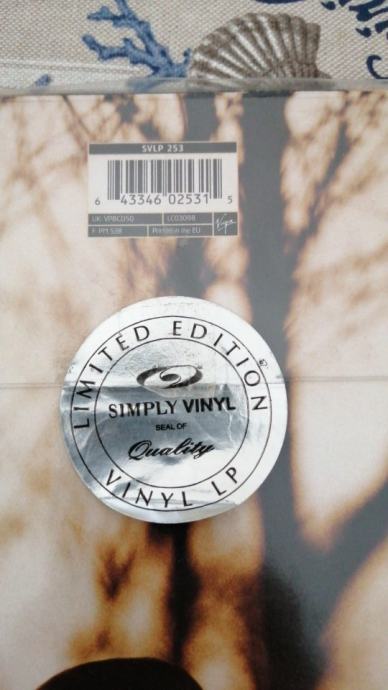 SVLP 253
6 43346 02531 5
UK: VPBCD50 LC03098
F: PM 538 Printed in the EU
Virgin
LIMITED EDITION
SIMPLY VINYL
SEAL OF
Quality
VINYL LP